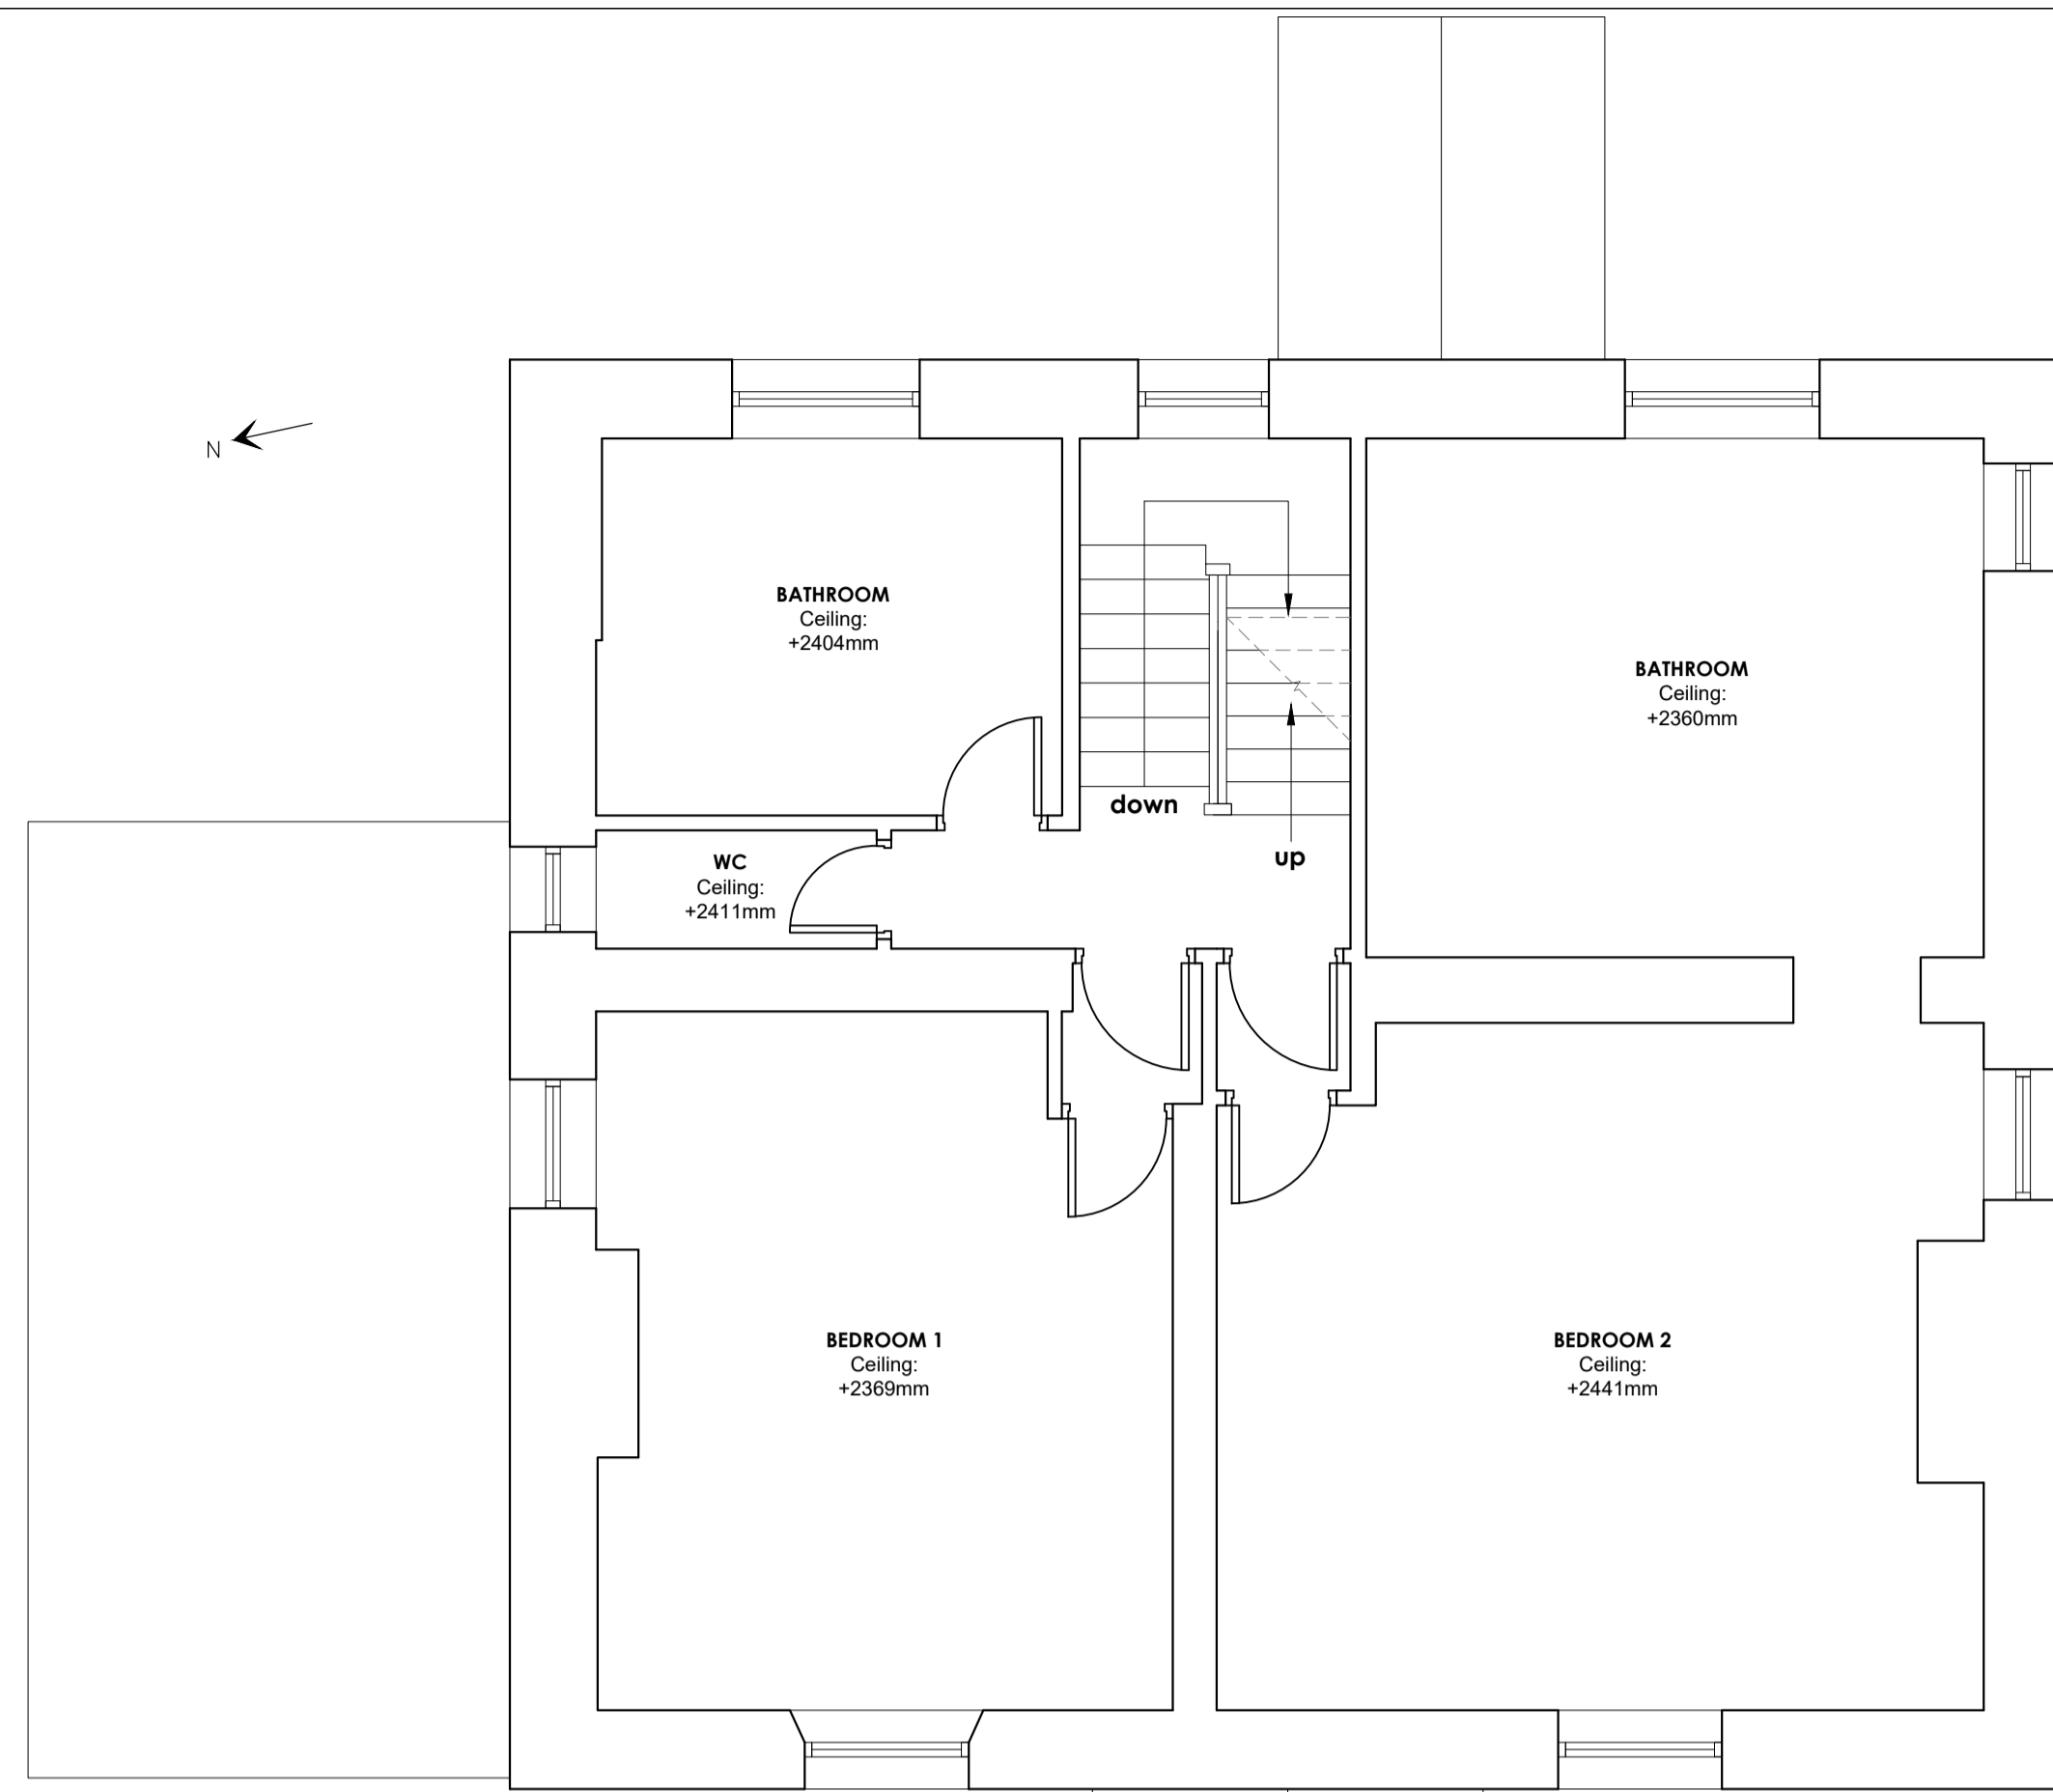 N
BATHROOM
Ceiling:
+2404mm
BATHROOM
Ceiling:
+2360mm
down
up
WC
Ceiling:
+2411mm
BEDROOM 1
Ceiling:
+2369mm
BEDROOM 2
Ceiling:
+2441mm